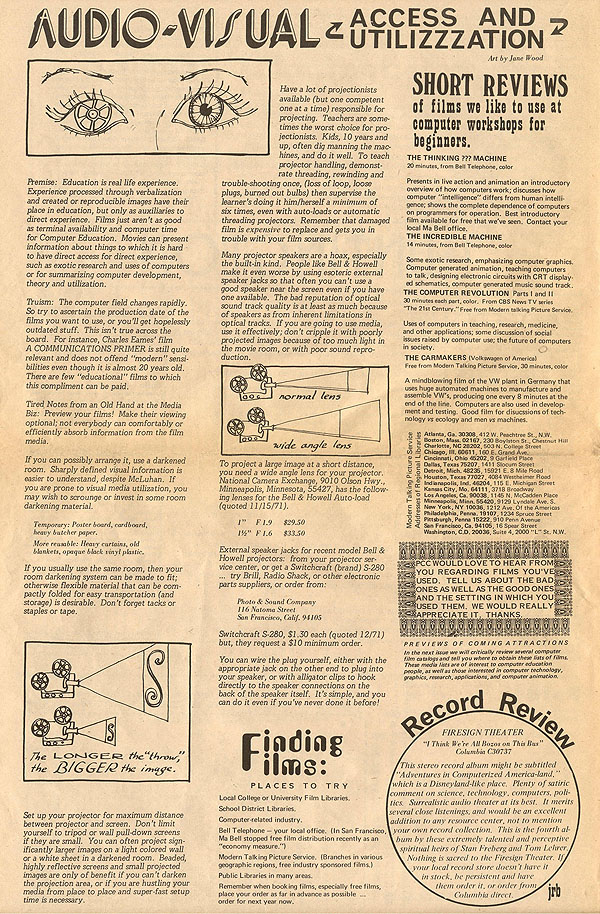 AUDIO-VISUAL
ACCESS AND
UTILIZZZATION
Art by Jane Wood
Premise: Education is real life experience.
Experience processed through verbalization
and created or reproducible images have their
place in education, but only as auxiliaries to
direct experience. Films just aren't as good
as terminal availability and computer time
for Computer Education. Movies can present
information about things to which it is hard
to have direct access for direct experience,
such as exotic research and uses of computers
or for summarizing computer development,
theory and utilization.
Truism: The computer field changes rapidly.
So try to ascertain the production date of the
films you want to use, or you'll get hopelessly
outdated stuff. This isn't true across the
board. For instance, Charles Eames' film
A COMMUNICATIONS PRIMER is still quite
relevant and does not offend "modern" sensi-
bilities even though it is almost 20 years old.
There are few "educational" films to which
this compliment can be paid.
Tired Notes from an Old Hand at the Media
Biz: Preview your films! Make their viewing
optional; not everybody can comfortably or
efficiently absorb information from the film
media.
If you can possibly arrange it, use a darkened
room. Sharply defined visual information is
easier to understand, despite McLuhan. If
you are prone to visual media utilization, you
may wish to scrounge or invest in some room
darkening material.
Temporary: Poster board, cardboard,
heavy butcher paper.
More reusable: Heavy curtains, old
blankets, opaque black vinyl plastic.
If you usually use the same room, then your
room darkening system can be made to fit;
otherwise flexible material that can be com-
pactly folded for easy transportation (and
storage) is desirable. Don't forget tacks or
staples or tape.
The LONGER the "throw",
the BIGGER the image.
Set up your projector for maximum distance
between projector and screen. Don't limit
yourself to tripod or wall pull-down screens
if they are small. You can often project sign-
ificantly larger images on a light colored wall
or a white sheet in a darkened room. Beaded,
highly reflective screens and small projected
images are only of benefit if you can't darken
the projection area, or if you are hustling your
media from place to place and super-fast setup
time is necessary.
Have a lot of projectionists
available (but one competent
one at a time) responsible for
projecting. Teachers are some-
times the worst choice for pro-
jectionists. Kids, 10 years and
up, often dig manning the mac-
hines, and do it well. To teach
projector handling, demonst-
rate threading, rewinding and
trouble-shooting once, (loss of loop, loose
plugs, burned out bulbs) then supervise the
learner's doing it him/herself a minimum of
six times, even with auto-loads or automatic
threading projectors. Remember that damaged
film is expensive to replace and gets you in
trouble with your film sources.
Many projector speakers are a hoax, especially
the built-in kind. People like Bell & Howell
make it even worse by using esoteric external
speaker jacks so that often you can't use a
good speaker near the screen even if you have
one available. The bad reputation of optical
sound track quality is at least as much because
of speakers as from inherent limitations in
optical tracks. If you are going to use media,
use it effectively; don't cripple it with poorly
projected images because of too much light in
the movie room, or with poor sound repro-
duction.
normal lens
wide angle lens
To project a large image at a short distance,
you need a wide angle lens for your projector.
National Camera Exchange, 9010 Olson Hwy.,
Minneapolis, Minnesota, 55427, has the follow-
ing lenses for the Bell & Howell Auto-load
(quoted 11/15/71).
1" F 1.9 $29.50
1½" F 1.6 $33.50
External speaker jacks for recent model Bell &
Howell projectors: from your projector ser-
vice center, or get a Switchcraft (brand) S-280
... try Brill, Radio Shack, or other electronic
parts suppliers, or order from:
Photo & Sound Company
116 Natoma Street
San Francisco, Calif. 94105
Switchcraft S-280, $1.30 each (quoted 12/71)
but, they request a $10 minimum order.
You can wire the plug yourself, either with the
appropriate jack on the other end to plug into
your speaker, or with alligator clips to hook
directly to the speaker connections on the
back of the speaker itself. It's simple, and you
can do it even if you've never done it before!
Finding
films:
PLACES TO TRY
Local College or University Film Libraries.
School District Libraries.
Computer-related industry.
Bell Telephone — your local office. (In San Francisco,
Ma Bell stopped free film distribution recently as an
"economy measure.")
Modern Talking Picture Service. (Branches in various
geographic regions, free industry sponsored films.)
Public Libraries in many areas.
Remember when booking films, especially free films,
place your order as far in advance as possible ...
order for next year now.
SHORT REVIEWS
of films we like to use at
computer workshops for
beginners.
THE THINKING ??? MACHINE
20 minutes, from Bell Telephone, color
Presents in live action and animation an introductory
overview of how computers work; discusses how
computer "intelligence" differs from human intelli-
gence; shows the complete dependence of computers
on programmers for operation. Best introductory
film available for free that we've seen. Contact your
local Ma Bell office.
THE INCREDIBLE MACHINE
14 minutes, from Bell Telephone, color
Some exotic research, emphasizing computer graphics.
Computer generated animation, teaching computers
to talk, designing electronic circuits with CRT display-
ed schematics, computer generated music sound track.
THE COMPUTER REVOLUTION Parts I and II
30 minutes each part, color. From CBS News TV series
"The 21st Century." Free from Modern talking Picture Service.
Uses of computers in teaching, research, medicine,
and other applications; some discussion of social
issues raised by computer use; the future of computers
in society.
THE CARMAKERS (Volkswagen of America)
Free from Modern Talking Picture Service, 30 minutes, color
A mindblowing film of the VW plant in Germany that
uses huge automated machines to manufacture and
assemble VW's, producing one every 8 minutes at the
end of the line. Computers are also used in develop-
ment and testing. Good film for discussions of tech-
nology vs ecology and men vs machines.
Modern Talking Picture Service
Addresses of Regional Libraries
Atlanta, Ga. 30308, 412 W. Peachtree St., N.W.
Boston, Mass. 02167, 230 Boylston St., Chestnut Hill
Charlotte, NC 28202, 503 N. College Street
Chicago, Ill. 60611, 160 E. Grand Ave.
Cincinnati, Ohio 45202, 9 Garfield Place
Dallas, Texas 75207, 1411 Slocum Street
Detroit, Mich. 48235, 15921 E. 8 Mile Road
Houston, Texas 77027, 4084 Westheimer Road
Indianapolis, Ind. 46204, 115 E. Michigan Street
Kansas City, Mo. 64111, 3718 Broadway
Los Angeles, Ca. 90038, 1145 N. McCadden Place
Minneapolis, Minn. 55420, 9129 Lyndale Ave. S.
New York, NY 10036, 1212 Ave. Of the Americas
Philadelphia, Penna. 19107, 1234 Spruce Street
Pittsburgh, Penna 15222, 910 Penn Avenue
San Francisco, Ca. 94105, 16 Spear Street
Washington, C.D. 20036, Suite 4, 2000 "L" St., N.W.
PCC WOULD LOVE TO HEAR FROM
YOU REGARDING FILMS YOU'VE
USED. TELL US ABOUT THE BAD
ONES AS WELL AS THE GOOD ONES
AND THE SETTING IN WHICH YOU
USED THEM. WE WOULD REALLY
APPRECIATE IT, THANKS.
PREVIEWS OF COMING ATTRACTIONS
In the next issue we will critically review several computer
film catalogs and tell you where to obtain these lists of films.
These media lists are of interest to computer education
people, as well as those interested in computer technology,
graphics, research, applications, and computer animation.
Record Review
FIRESIGN THEATER
"I Think We're All Bozos on This Bus"
Columbia C30737
This stereo record album might be subtitled
"Adventures in Computerized America-land,"
which is a Disneyland-like place. Plenty of satiric
comment on science, technology, computers, poli-
tics. Surrealistic audio theater at its best. It merits
several close listenings, and would be an excellent
addition to any resource center, not to mention
your own record collection. This is the fourth al-
bum by these extremely talented and perceptive
spiritual heirs of Stan Freberg and Tom Lehrer.
Nothing is sacred to the Firesign Theater. If
your local record store doesn't have it
in stock, be persistent and have
them order it, or order from
Columbia direct.
jrb